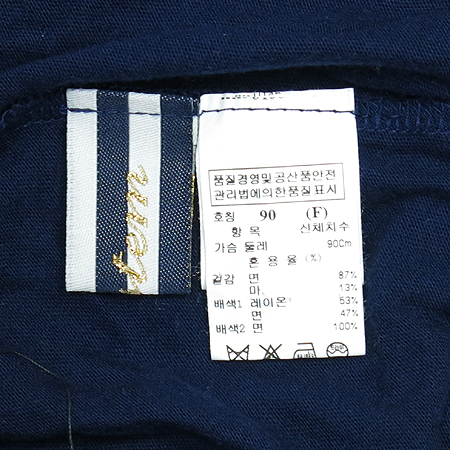 tein
품질경영및공산품안전
관리법에의한품질표시
호칭 90 (F)
항 목 신체치수
가슴 둘레 90Cm
혼 용 율 (%)
겉감 면 87%
마. 13%
배색1 레이온 53%
면 47%
배색2 면 100%